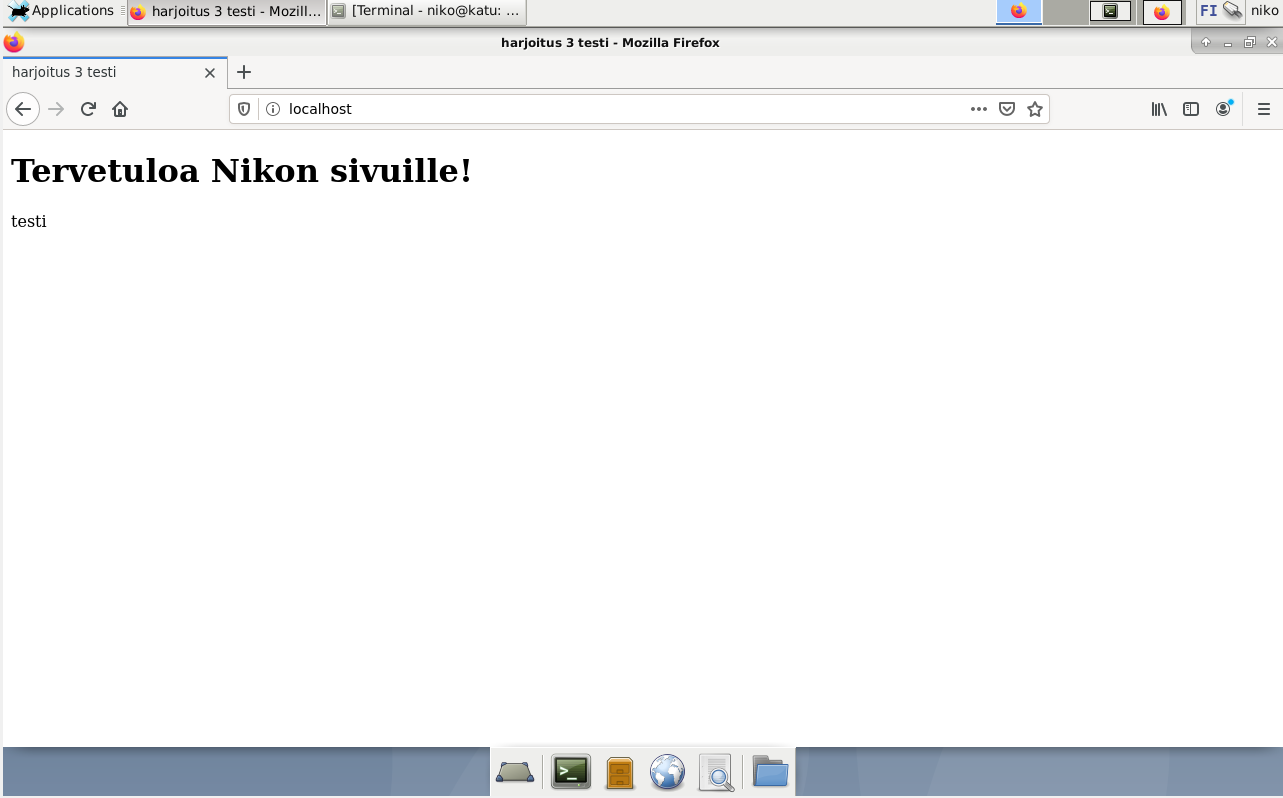 Applications harjoitus 3 testi - Mozill... [Terminal - niko@katu: ... FI niko
harjoitus 3 testi - Mozilla Firefox
harjoitus 3 testi
localhost
Tervetuloa Nikon sivuille!
testi